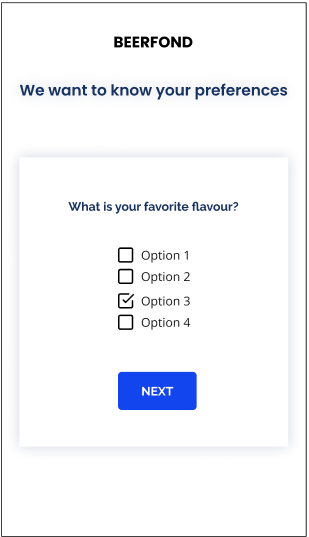 BEERFOND
We want to know your preferences
What is your favorite flavour?
Option 1
Option 2
Option 3
Option 4
NEXT